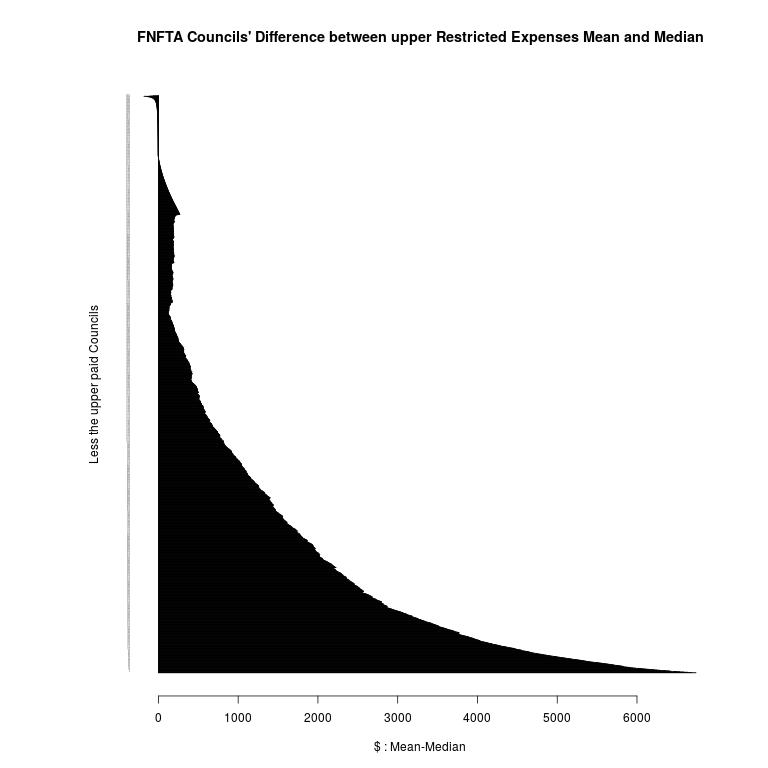 FNFTA Councils' Difference between upper Restricted Expenses Mean and Median
Less the upper paid Councils
0 1000 2000 3000 4000 5000 6000
$ : Mean-Median